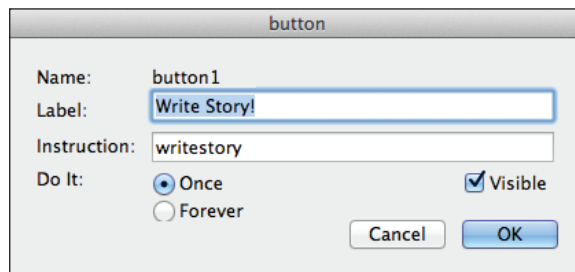 button
Name: button1
Label: Write Story!
Instruction: writestory
Do It: Once Visible
Forever
Cancel OK